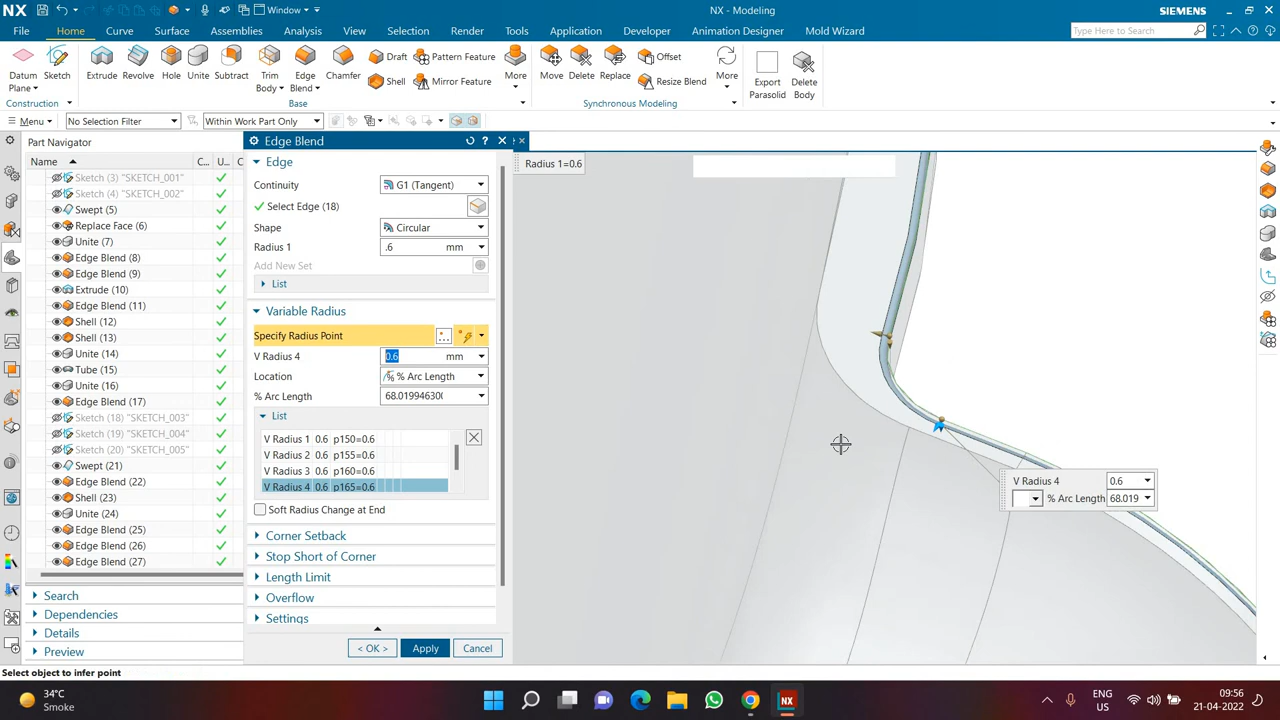 NX Window NX - Modeling SIEMENS
File Home Curve Surface Assemblies Analysis View Selection Render Tools Application Developer Animation Designer Mold Wizard Type Here to Search
Datum Plane Sketch Extrude Revolve Hole Unite Subtract Trim Body Edge Blend Chamfer Draft Shell Pattern Feature Mirror Feature More Move Delete Replace Offset Resize Blend More Export Parasolid Delete Body
Construction Base Synchronous Modeling
Menu No Selection Filter Within Work Part Only
Part Navigator
Name C... U... C
Sketch (3) "SKETCH_001"
Sketch (4) "SKETCH_002"
Swept (5)
Replace Face (6)
Unite (7)
Edge Blend (8)
Edge Blend (9)
Extrude (10)
Edge Blend (11)
Shell (12)
Shell (13)
Unite (14)
Tube (15)
Unite (16)
Edge Blend (17)
Sketch (18) "SKETCH_003"
Sketch (19) "SKETCH_004"
Sketch (20) "SKETCH_005"
Swept (21)
Edge Blend (22)
Shell (23)
Unite (24)
Edge Blend (25)
Edge Blend (26)
Edge Blend (27)
Search
Dependencies
Details
Preview
Edge Blend
Edge
Continuity G1 (Tangent)
Select Edge (18)
Shape Circular
Radius 1 .6 mm
Add New Set
List
Variable Radius
Specify Radius Point
V Radius 4 0.6 mm
Location % Arc Length
% Arc Length 68.01994630(
List
V Radius 1 0.6 p150=0.6
V Radius 2 0.6 p155=0.6
V Radius 3 0.6 p160=0.6
V Radius 4 0.6 p165=0.6
Soft Radius Change at End
Corner Setback
Stop Short of Corner
Length Limit
Overflow
Settings
< OK > Apply Cancel
Radius 1=0.6
V Radius 4 0.6
% Arc Length 68.019
Select object to infer point
34°C
Smoke
ENG
US
09:56
21-04-2022